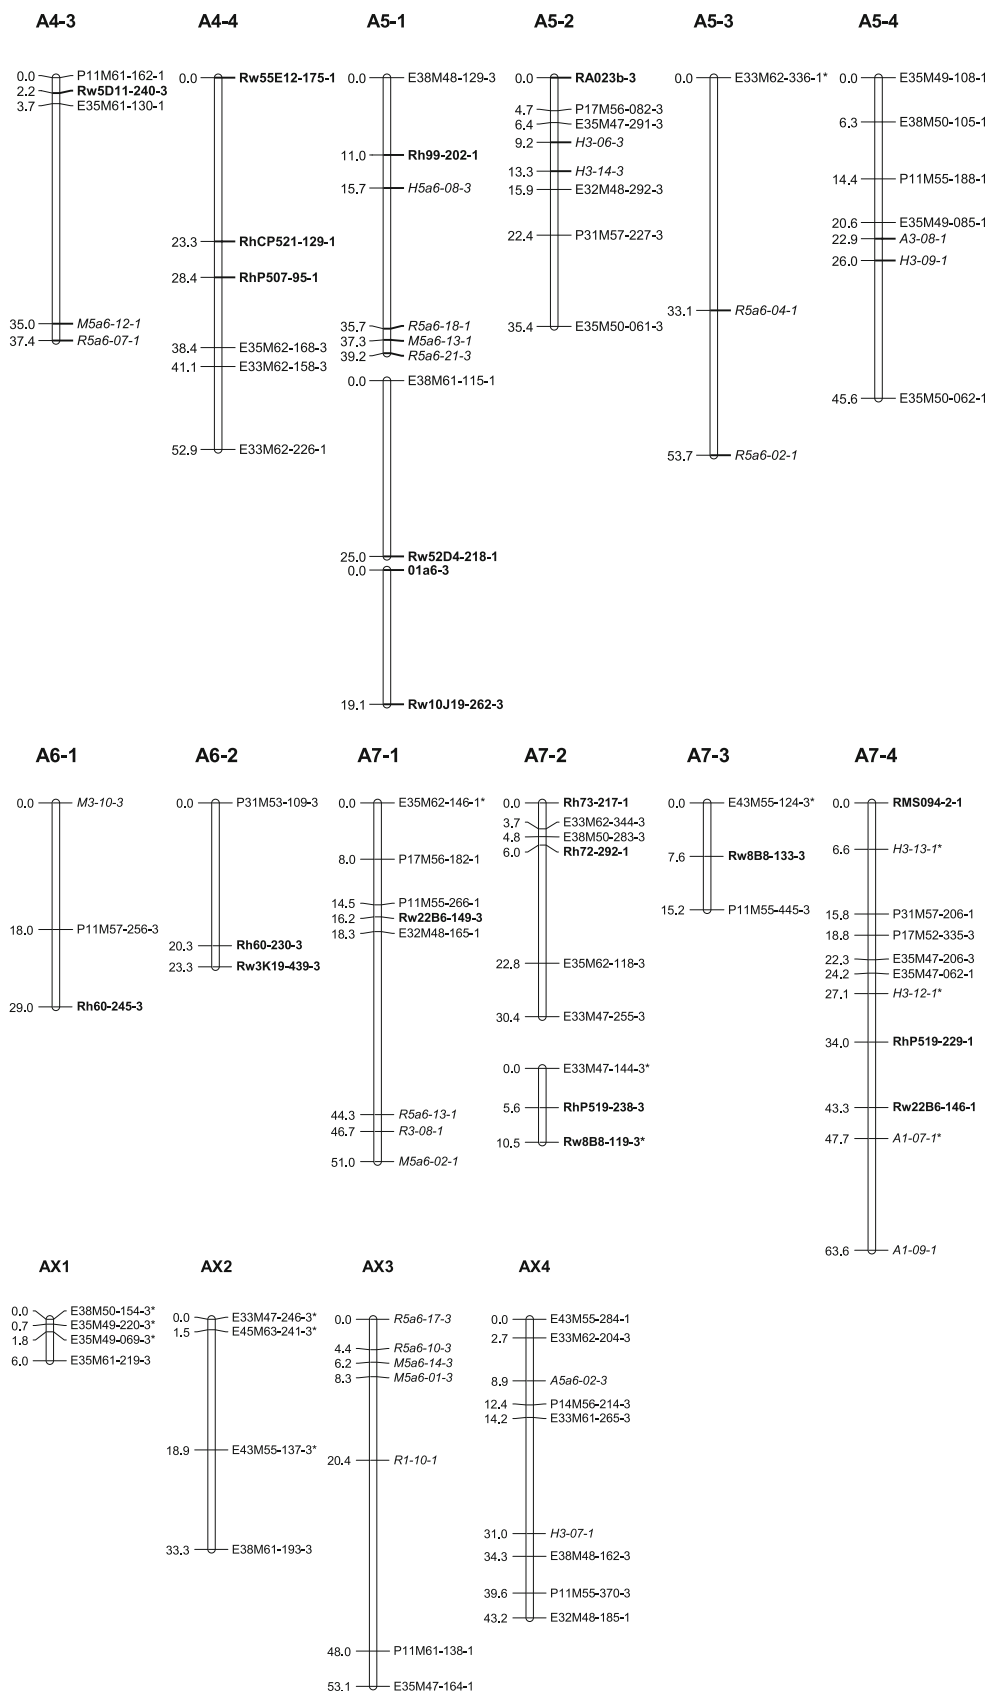 A4-3
0.0 P11M61-162-1
2.2 Rw5D11-240-3
3.7 E35M61-130-1
35.0 M5a6-12-1
37.4 R5a6-07-1
A4-4
0.0 Rw55E12-175-1
23.3 RhCP521-129-1
28.4 RhP507-95-1
38.4 E35M62-168-3
41.1 E33M62-158-3
52.9 E33M62-226-1
A5-1
0.0 E38M48-129-3
11.0 Rh99-202-1
15.7 H5a6-08-3
35.7 R5a6-18-1
37.3 M5a6-13-1
39.2 R5a6-21-3
0.0 E38M61-115-1
25.0 Rw52D4-218-1
0.0 01a6-3
19.1 Rw10J19-262-3
A5-2
0.0 RA023b-3
4.7 P17M56-082-3
6.4 E35M47-291-3
9.2 H3-06-3
13.3 H3-14-3
15.9 E32M48-292-3
22.4 P31M57-227-3
35.4 E35M50-061-3
A5-3
0.0 E33M62-336-1*
33.1 R5a6-04-1
53.7 R5a6-02-1
A5-4
0.0 E35M49-108-1
6.3 E38M50-105-1
14.4 P11M55-188-1
20.6 E35M49-085-1
22.9 A3-08-1
26.0 H3-09-1
45.6 E35M50-062-1
A6-1
0.0 M3-10-3
18.0 P11M57-256-3
29.0 Rh60-245-3
A6-2
0.0 P31M53-109-3
20.3 Rh60-230-3
23.3 Rw3K19-439-3
A7-1
0.0 E35M62-146-1*
8.0 P17M56-182-1
14.5 P11M55-266-1
16.2 Rw22B6-149-3
18.3 E32M48-165-1
44.3 R5a6-13-1
46.7 R3-08-1
51.0 M5a6-02-1
A7-2
0.0 Rh73-217-1
3.7 E33M62-344-3
4.8 E38M50-283-3
6.0 Rh72-292-1
22.8 E35M62-118-3
30.4 E33M47-255-3
0.0 E33M47-144-3*
5.6 RhP519-238-3
10.5 Rw8B8-119-3*
A7-3
0.0 E43M55-124-3*
7.6 Rw8B8-133-3
15.2 P11M55-445-3
A7-4
0.0 RMS094-2-1
6.6 H3-13-1*
15.8 P31M57-206-1
18.8 P17M52-335-3
22.3 E35M47-206-3
24.2 E35M47-062-1
27.1 H3-12-1*
34.0 RhP519-229-1
43.3 Rw22B6-146-1
47.7 A1-07-1*
63.6 A1-09-1
AX1
0.0 E38M50-154-3*
0.7 E35M49-220-3*
1.8 E35M49-069-3*
6.0 E35M61-219-3
AX2
0.0 E33M47-246-3*
1.5 E45M63-241-3*
18.9 E43M55-137-3*
33.3 E38M61-193-3
AX3
0.0 R5a6-17-3
4.4 R5a6-10-3
6.2 M5a6-14-3
8.3 M5a6-01-3
20.4 R1-10-1
48.0 P11M61-138-1
53.1 E35M47-164-1
AX4
0.0 E43M55-284-1
2.7 E33M62-204-3
8.9 A5a6-02-3
12.4 P14M56-214-3
14.2 E33M61-265-3
31.0 H3-07-1
34.3 E38M48-162-3
39.6 P11M55-370-3
43.2 E32M48-185-1